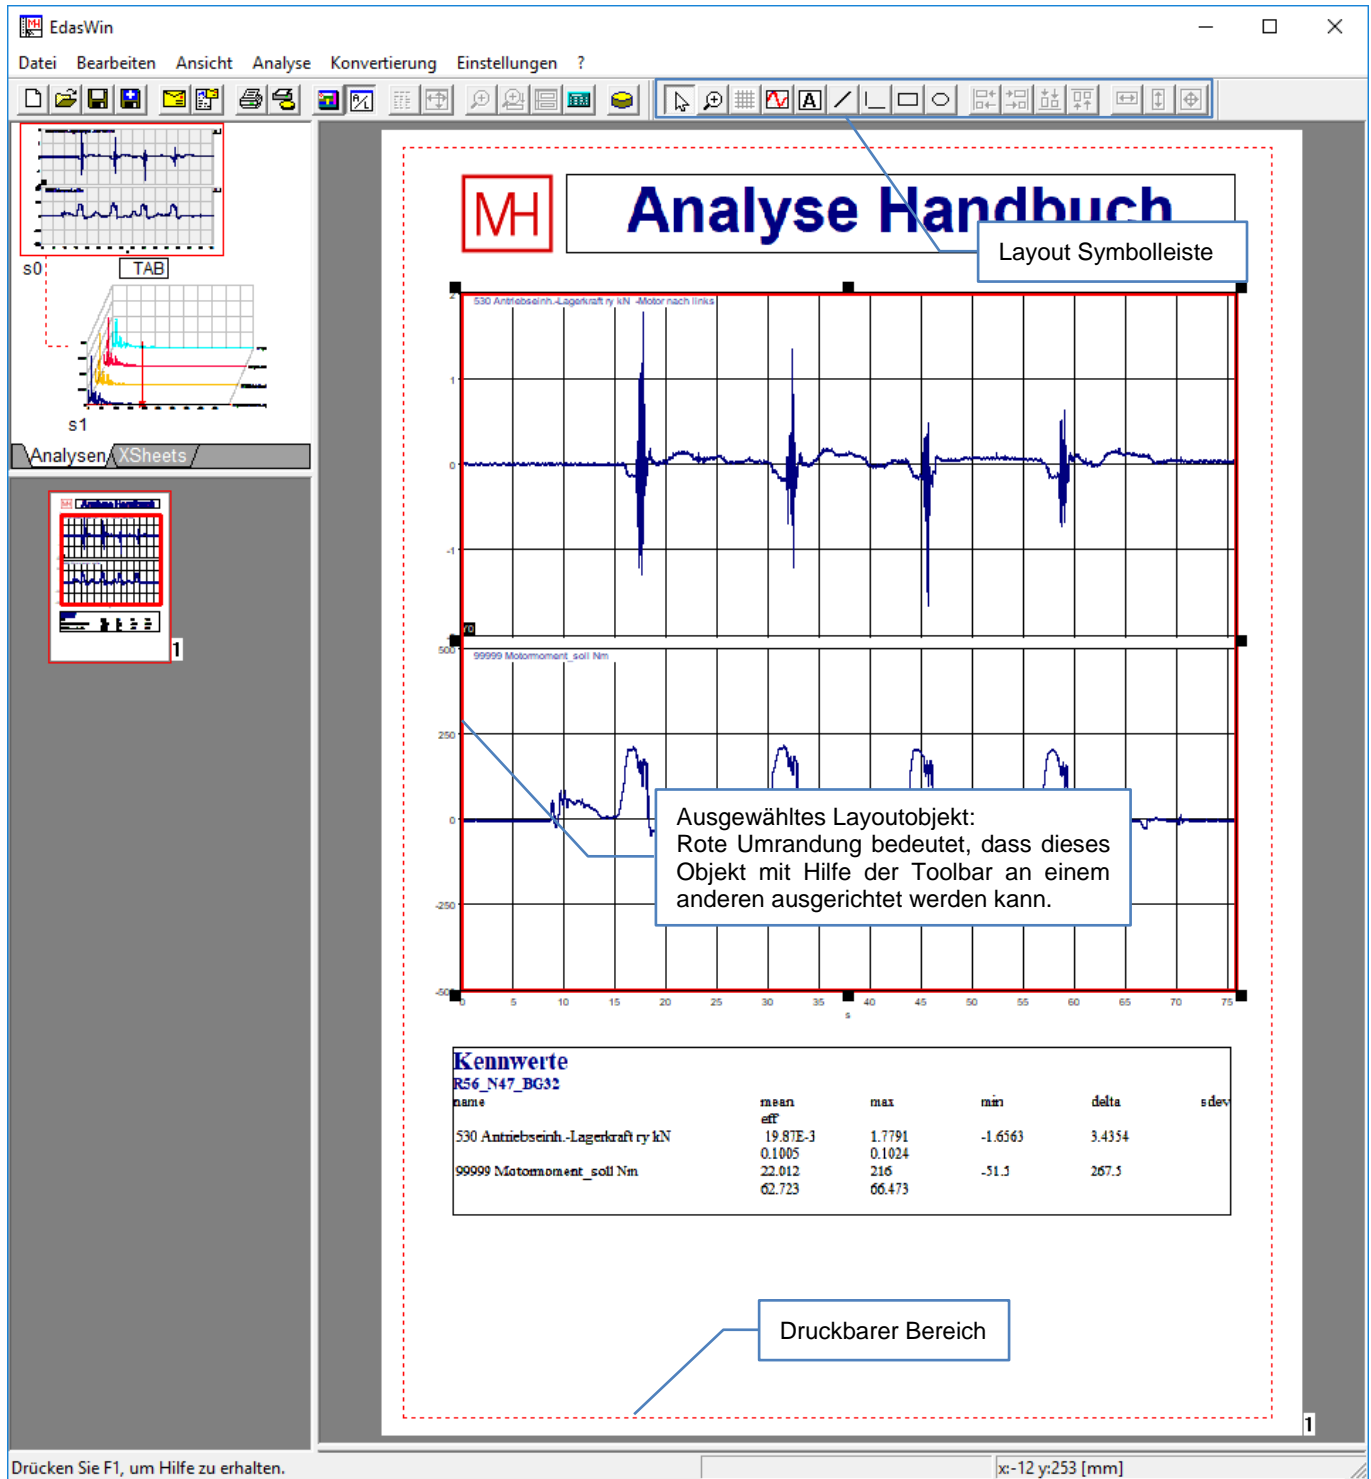 EdasWin
Datei Bearbeiten Ansicht Analyse Konvertierung Einstellungen ?
s0
TAB
s1
Analysen XSheets
1
MH Analyse Handbuch
Layout Symbolleiste
530 Antriebseinh.-Lagerkraft ry kN -Motor nach links
2
1
0
-1
Y0
99999 Motormoment_soll Nm
500
250
0
-250
-500
0 5 10 15 20 25 30 35 40 45 50 55 60 65 70 75
s
Ausgewähltes Layoutobjekt:
Rote Umrandung bedeutet, dass dieses
Objekt mit Hilfe der Toolbar an einem
anderen ausgerichtet werden kann.
Kennwerte
R56_N47_BG32
name mean max min delta sdev
eff
530 Antriebseinh.-Lagerkraft ry kN 19.87E-3 1.7791 -1.6563 3.4354
0.1005 0.1024
99999 Motormoment_soll Nm 22.012 216 -51.5 267.5
62.723 66.473
Druckbarer Bereich
1
Drücken Sie F1, um Hilfe zu erhalten.
x:-12 y:253 [mm]